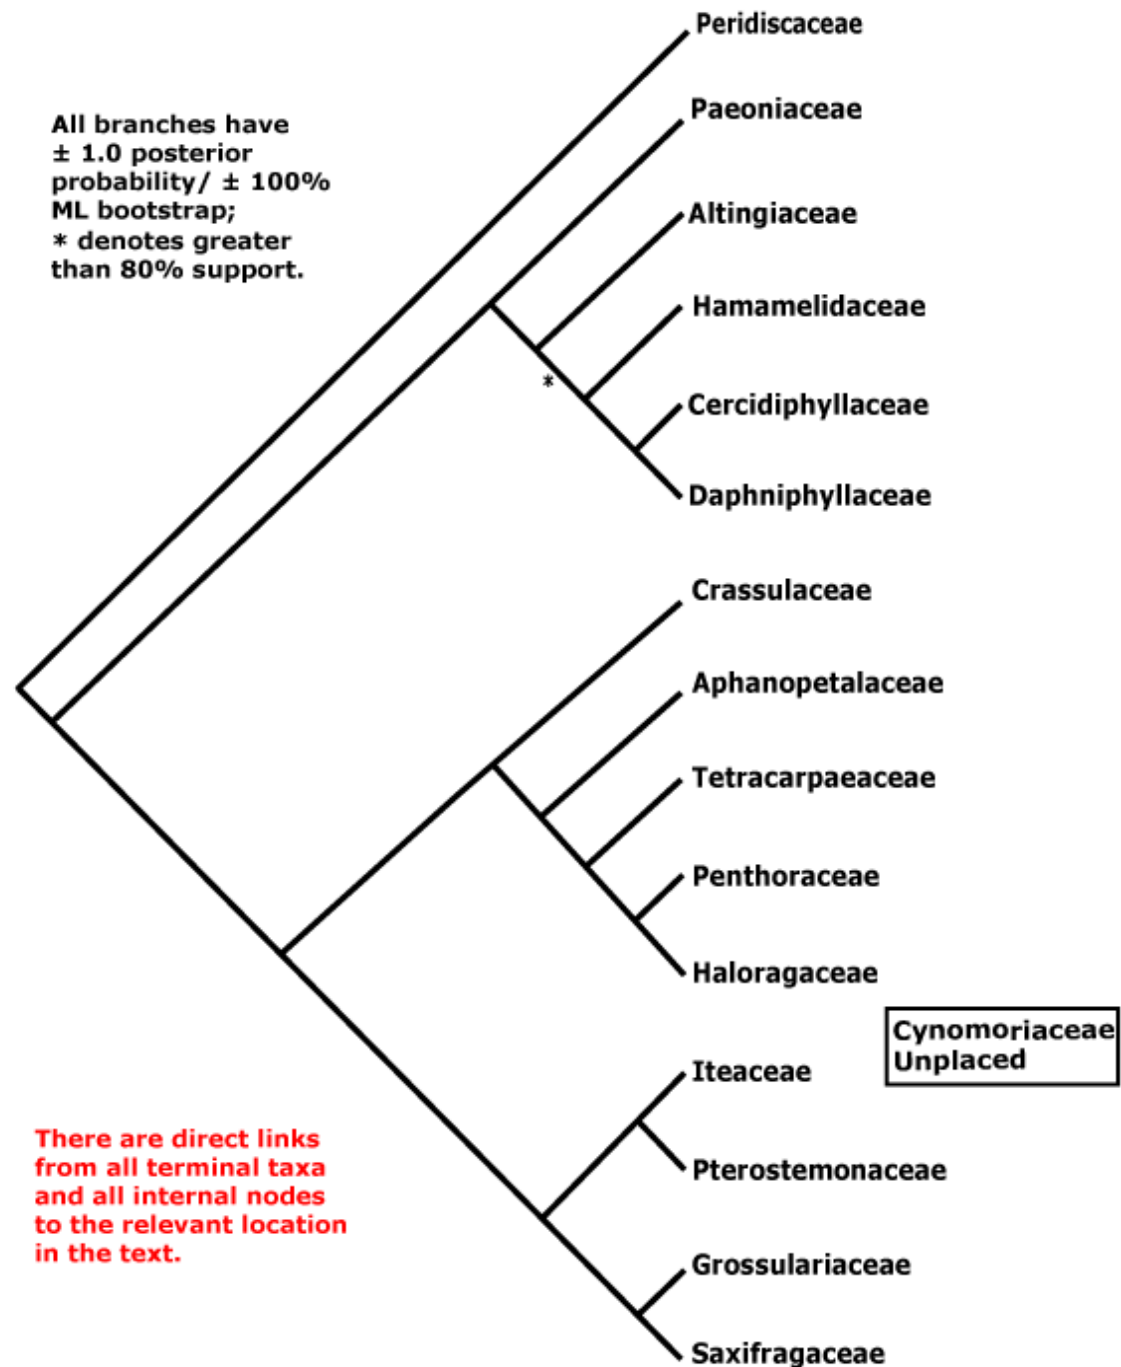 Peridiscaceae
All branches have
± 1.0 posterior
probability/ ± 100%
ML bootstrap;
* denotes greater
than 80% support.
Paeoniaceae
Altingiaceae
Hamamelidaceae
*
Cercidiphyllaceae
Daphniphyllaceae
Crassulaceae
Aphanopetalaceae
Tetracarpaeaceae
Penthoraceae
Haloragaceae
Cynomoriaceae
Unplaced
Iteaceae
There are direct links
from all terminal taxa
and all internal nodes
to the relevant location
in the text.
Pterostemonaceae
Grossulariaceae
Saxifragaceae